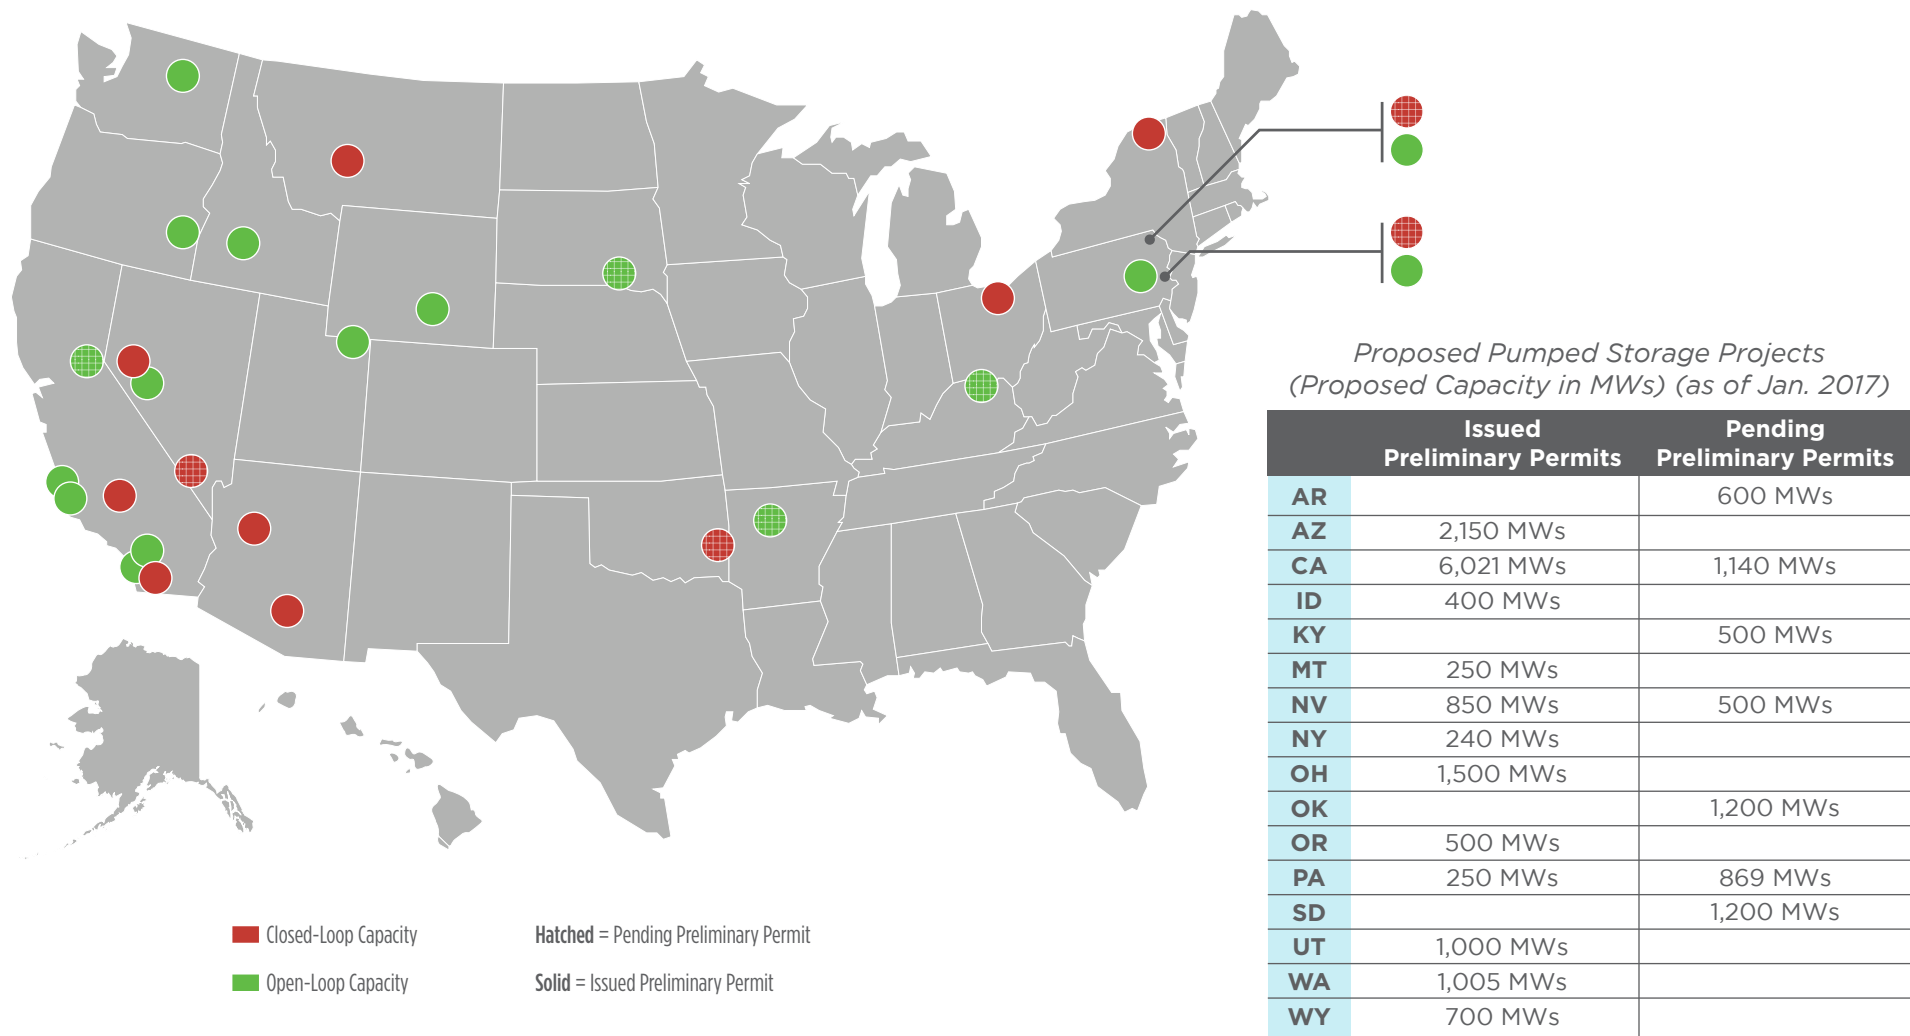 Proposed Pumped Storage Projects
(Proposed Capacity in MWs) (as of Jan. 2017)
Issued Preliminary Permits Pending Preliminary Permits
AR 600 MWs
AZ 2,150 MWs
CA 6,021 MWs 1,140 MWs
ID 400 MWs
KY 500 MWs
MT 250 MWs
NV 850 MWs 500 MWs
NY 240 MWs
OH 1,500 MWs
OK 1,200 MWs
OR 500 MWs
PA 250 MWs 869 MWs
SD 1,200 MWs
UT 1,000 MWs
WA 1,005 MWs
WY 700 MWs
Closed-Loop Capacity
Open-Loop Capacity
Hatched = Pending Preliminary Permit
Solid = Issued Preliminary Permit